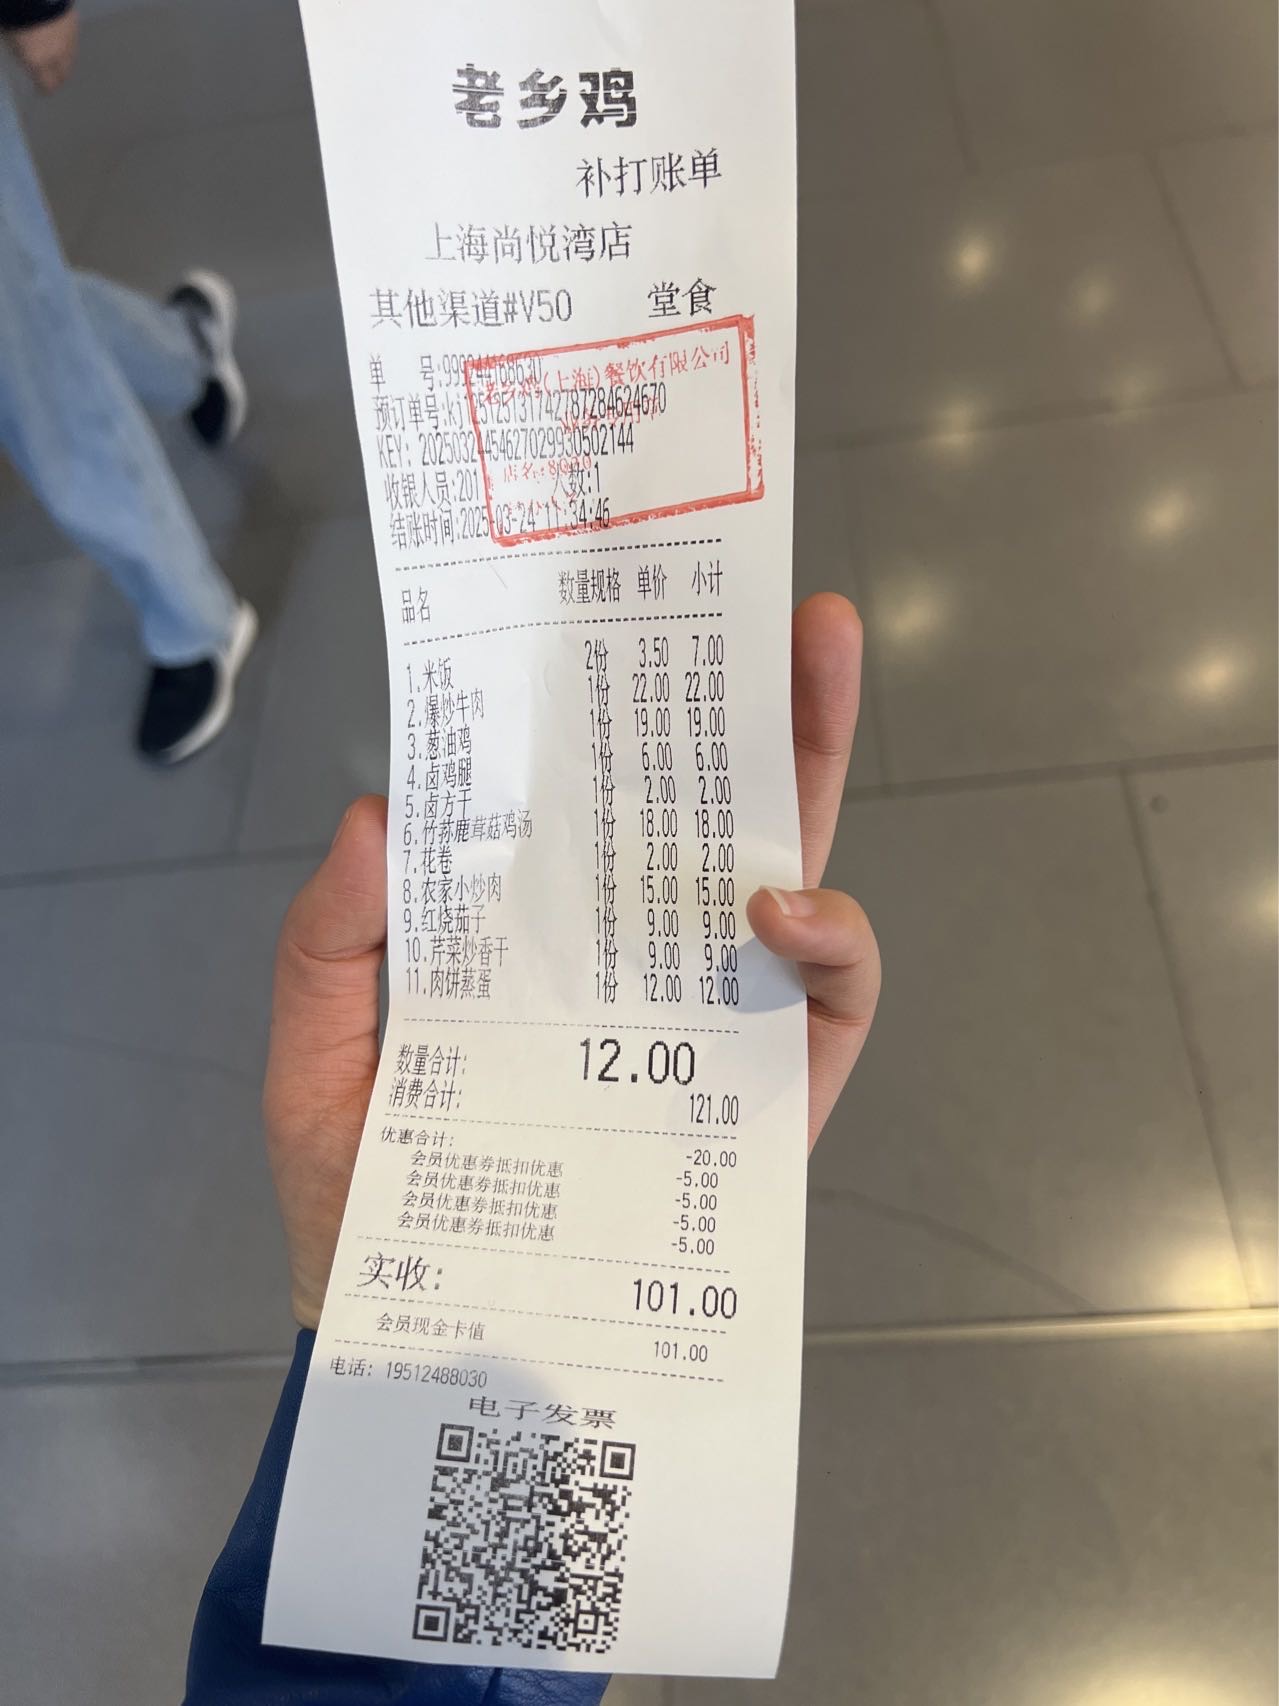 老乡鸡
补打账单
上海尚悦湾店
其他渠道#V50 堂食
单 号:999244768630
老乡鸡(上海)餐饮有限公司
预订单号:kj1251251317427872846 24670
KEY: 20250324454627029930502144
店名:8030
收银人员:201 人数:1
结账时间:2025-03-24 11:34:46
品名 数量规格 单价 小计
1.米饭 2份 3.50 7.00
2.爆炒牛肉 1份 22.00 22.00
3.葱油鸡 1份 19.00 19.00
4.卤鸡腿 1份 6.00 6.00
5.卤方干 1份 2.00 2.00
6.竹荪鹿茸菇鸡汤 1份 18.00 18.00
7.花卷 1份 2.00 2.00
8.农家小炒肉 1份 15.00 15.00
9.红烧茄子 1份 9.00 9.00
10.芹菜炒香干 1份 9.00 9.00
11.肉饼蒸蛋 1份 12.00 12.00
数量合计: 12.00
消费合计: 121.00
优惠合计: -20.00
会员优惠券抵扣优惠 -5.00
会员优惠券抵扣优惠 -5.00
会员优惠券抵扣优惠 -5.00
会员优惠券抵扣优惠 -5.00
实收: 101.00
会员现金卡值 101.00
电话: 19512488030
电子发票